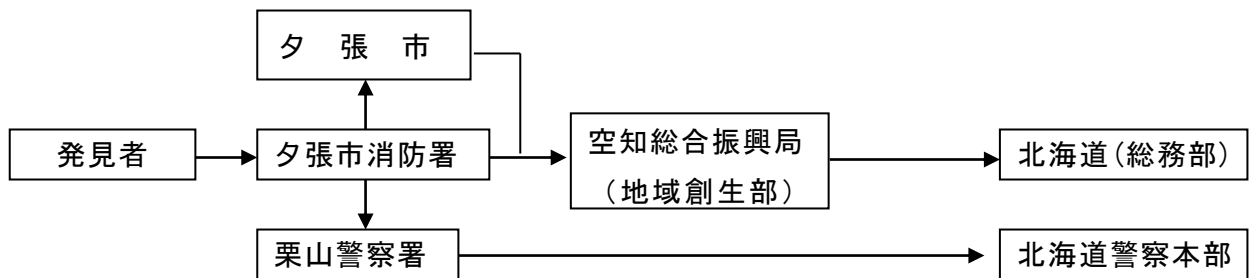 夕 張 市
発見者
夕張市消防署
空知総合振興局
（地域創生部）
北海道（総務部）
栗山警察署
北海道警察本部